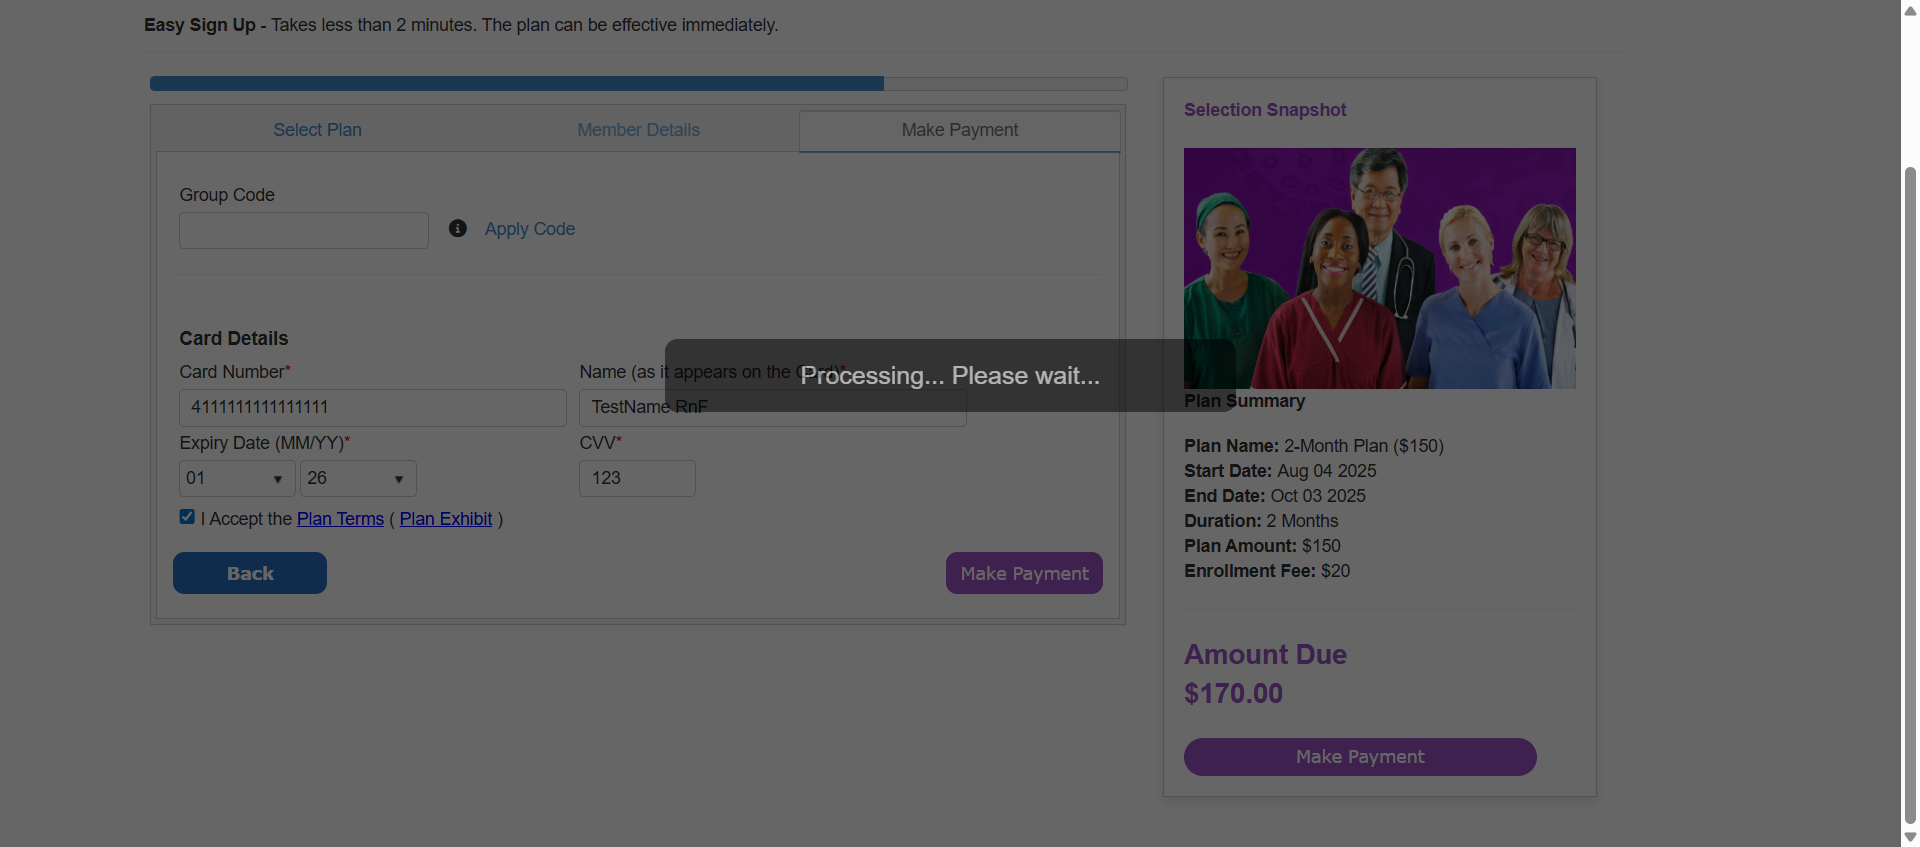 Easy Sign Up - Takes less than 2 minutes. The plan can be effective immediately.
Select Plan
Member Details
Make Payment
Group Code
Apply Code
Card Details
Card Number*
Name (as it appears on the Card)*
4111111111111111
TestName RnF
Expiry Date (MM/YY)*
CVV*
01
26
123
I Accept the Plan Terms ( Plan Exhibit )
Back
Make Payment
Processing... Please wait...
Selection Snapshot
Plan Summary
Plan Name: 2-Month Plan ($150)
Start Date: Aug 04 2025
End Date: Oct 03 2025
Duration: 2 Months
Plan Amount: $150
Enrollment Fee: $20
Amount Due
$170.00
Make Payment